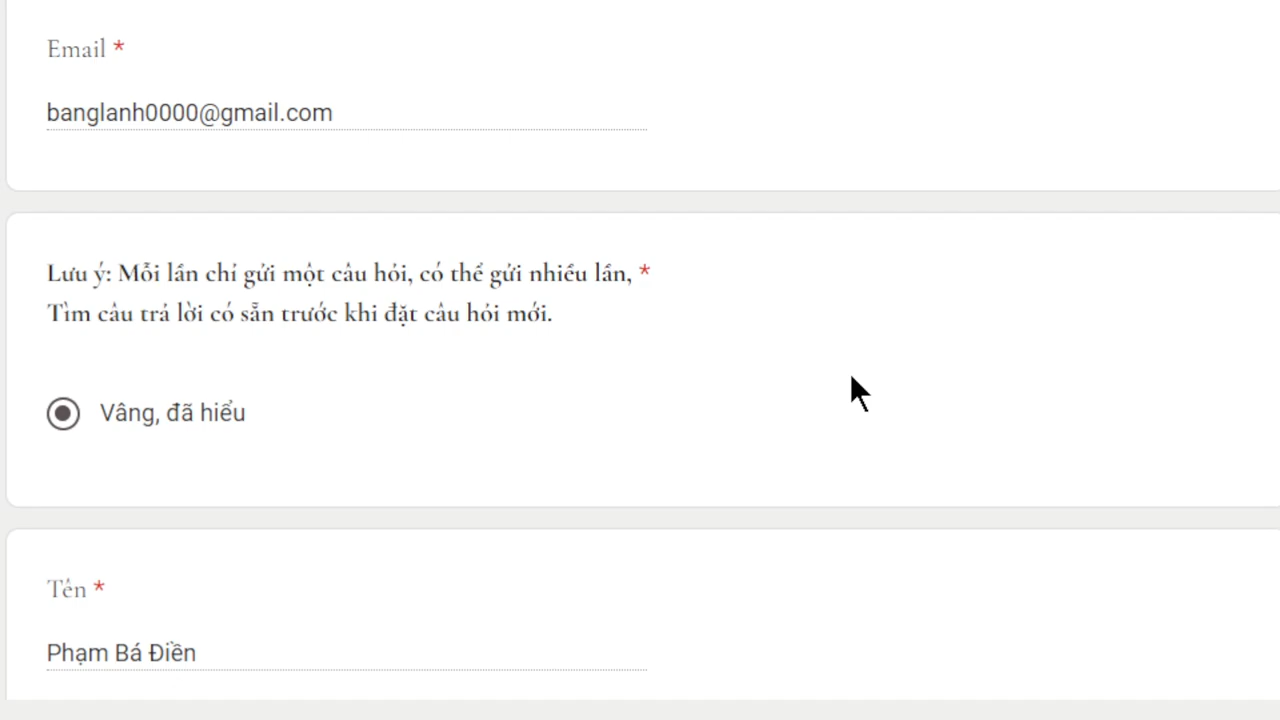 Email *
banglanh0000@gmail.com
Lưu ý: Mỗi lần chỉ gửi một câu hỏi, có thể gửi nhiều lần, *
Tìm câu trả lời có sẵn trước khi đặt câu hỏi mới.
Vâng, đã hiểu
Tên *
Phạm Bá Điền